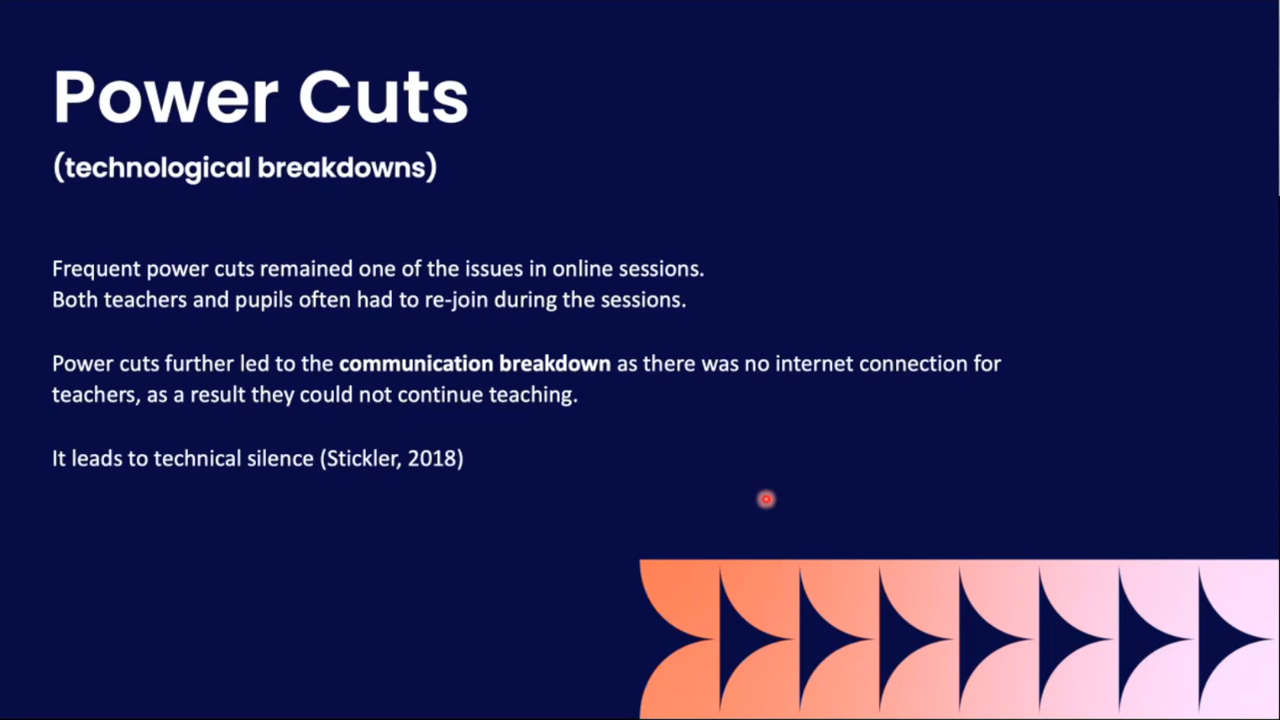 Power Cuts
(technological breakdowns)
Frequent power cuts remained one of the issues in online sessions.
Both teachers and pupils often had to re-join during the sessions.
Power cuts further led to the communication breakdown as there was no internet connection for
teachers, as a result they could not continue teaching.
It leads to technical silence (Stickler, 2018)